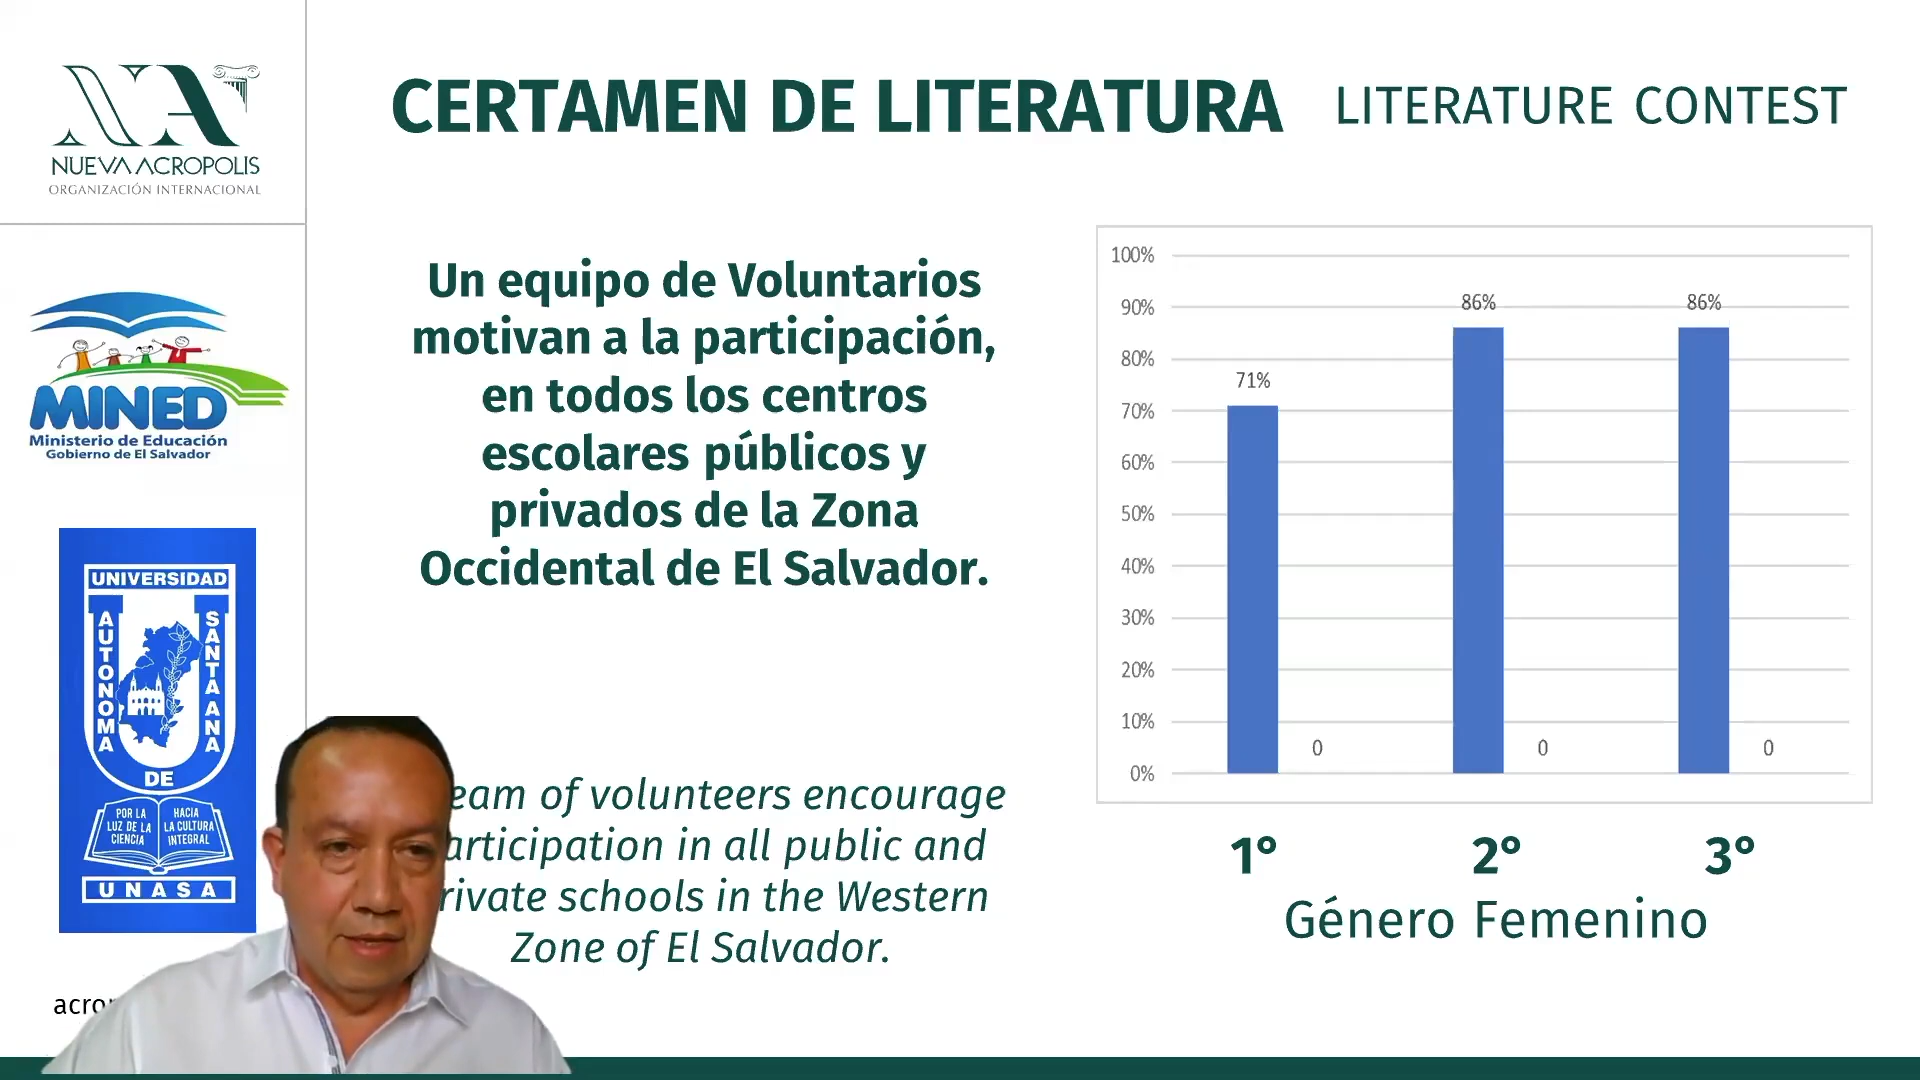 NUEVA ACROPOLIS
ORGANIZACIÓN INTERNACIONAL
CERTAMEN DE LITERATURA
LITERATURE CONTEST
MINED
Ministerio de Educación
Gobierno de El Salvador
UNIVERSIDAD
AUTONOMA
SANTA ANA
DE
POR LA
LUZ DE LA
CIENCIA
HACIA
LA CULTURA
INTEGRAL
UNASA
Un equipo de Voluntarios
motivan a la participación,
en todos los centros
escolares públicos y
privados de la Zona
Occidental de El Salvador.
of volunteers encourage
in all public and
schools in the Western
Zone of El Salvador.
100%
90%
80%
70%
60%
50%
40%
30%
20%
10%
0%
71%
0
86%
0
86%
0
1° 2° 3°
Género Femenino